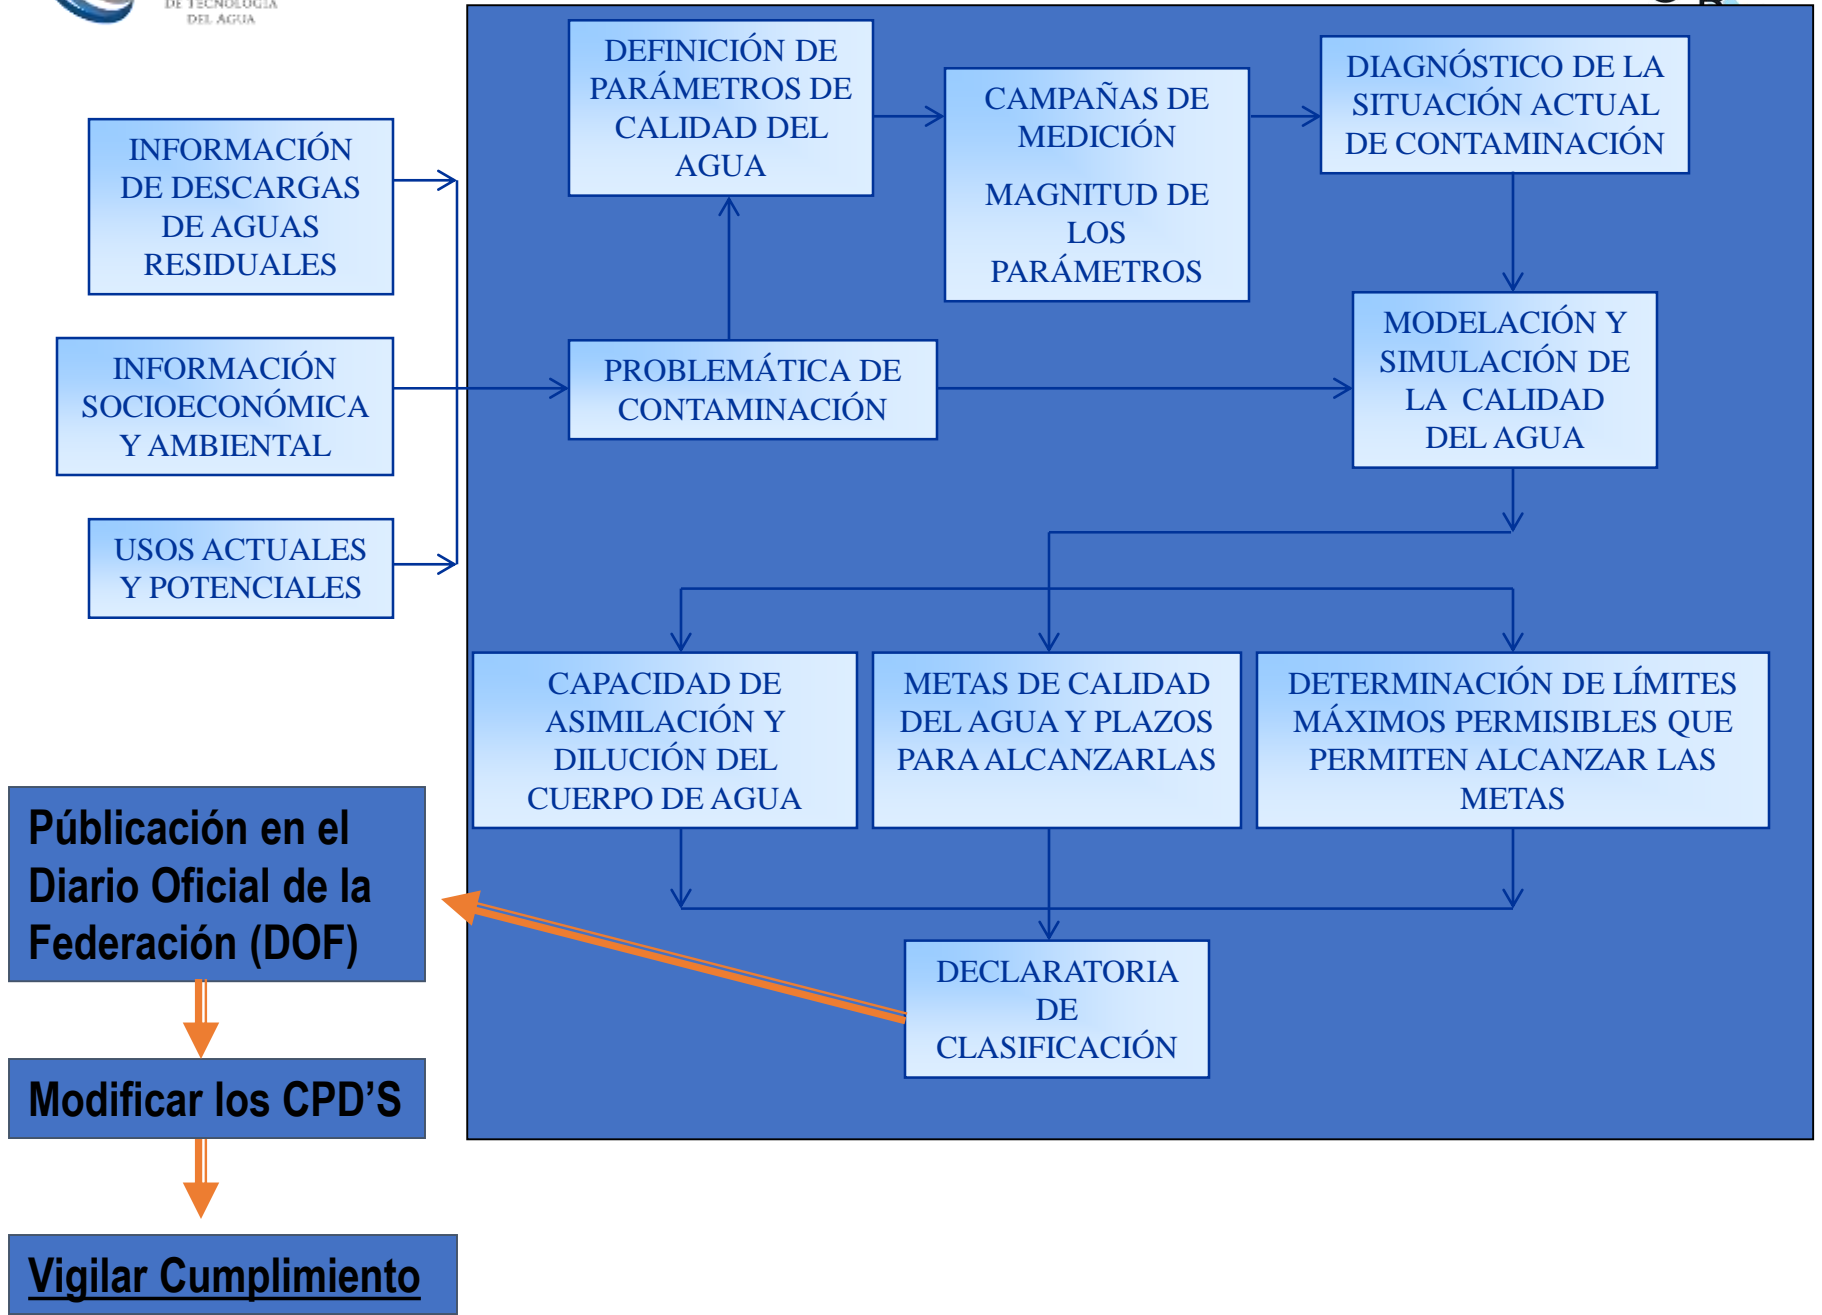 DE TECNOLOGÍA
DEL AGUA
INFORMACIÓN
DE DESCARGAS
DE AGUAS
RESIDUALES
INFORMACIÓN
SOCIOECONÓMICA
Y AMBIENTAL
USOS ACTUALES
Y POTENCIALES
DEFINICIÓN DE
PARÁMETROS DE
CALIDAD DEL
AGUA
CAMPAÑAS DE
MEDICIÓN
MAGNITUD DE
LOS
PARÁMETROS
DIAGNÓSTICO DE LA
SITUACIÓN ACTUAL
DE CONTAMINACIÓN
PROBLEMÁTICA DE
CONTAMINACIÓN
MODELACIÓN Y
SIMULACIÓN DE
LA CALIDAD
DEL AGUA
CAPACIDAD DE
ASIMILACIÓN Y
DILUCIÓN DEL
CUERPO DE AGUA
METAS DE CALIDAD
DEL AGUA Y PLAZOS
PARA ALCANZARLAS
DETERMINACIÓN DE LÍMITES
MÁXIMOS PERMISIBLES QUE
PERMITEN ALCANZAR LAS
METAS
DECLARATORIA
DE
CLASIFICACIÓN
Públicación en el
Diario Oficial de la
Federación (DOF)
Modificar los CPD'S
Vigilar Cumplimiento